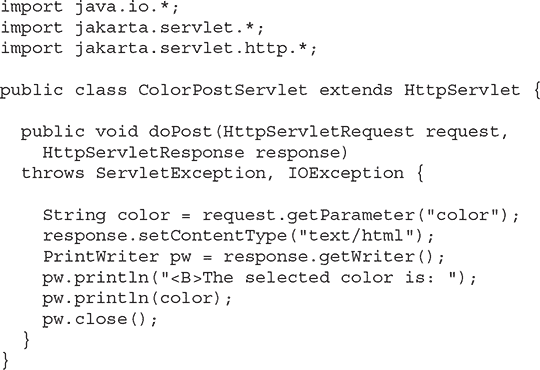 import java.io.*;
import jakarta.servlet.*;
import jakarta.servlet.http.*;

public class ColorPostServlet extends HttpServlet {

  public void doPost(HttpServletRequest request,
    HttpServletResponse response)
  throws ServletException, IOException {

    String color = request.getParameter("color");
    response.setContentType("text/html");
    PrintWriter pw = response.getWriter();
    pw.println("<B>The selected color is: ");
    pw.println(color);
    pw.close();
  }
}